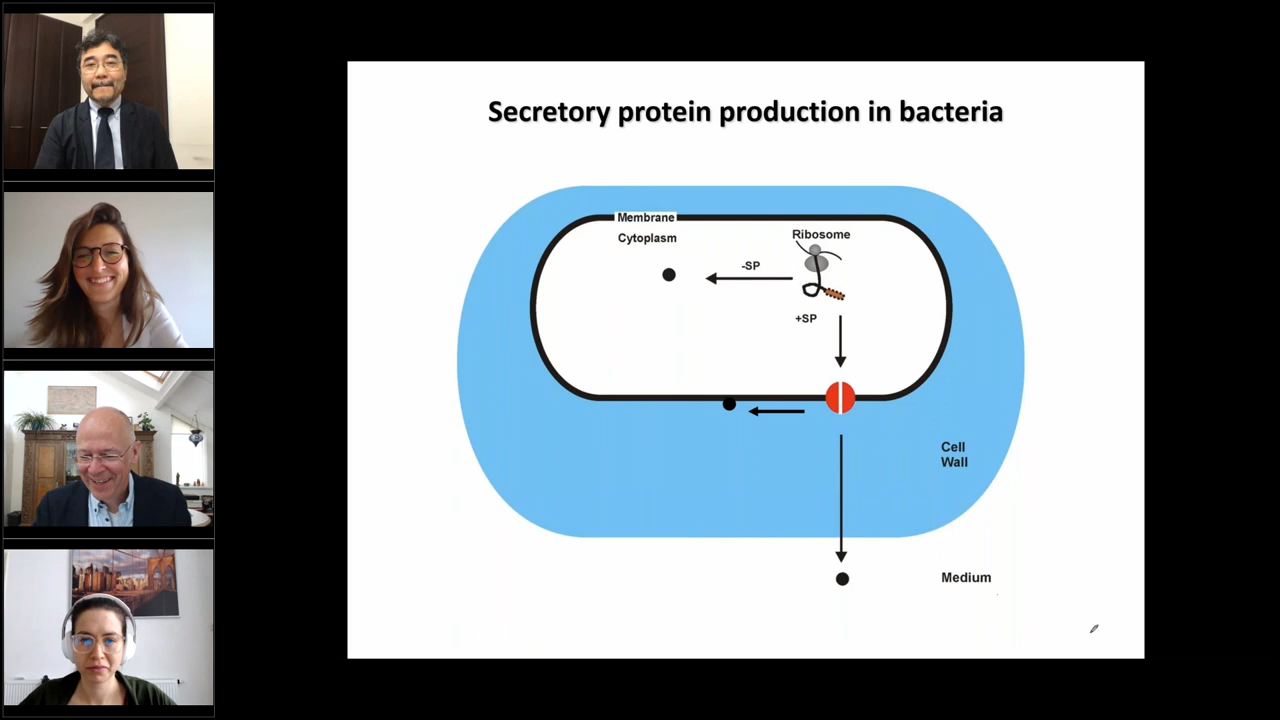 Secretory protein production in bacteria
Membrane
Cytoplasm
Ribosome
-SP
+SP
Cell
Wall
Medium